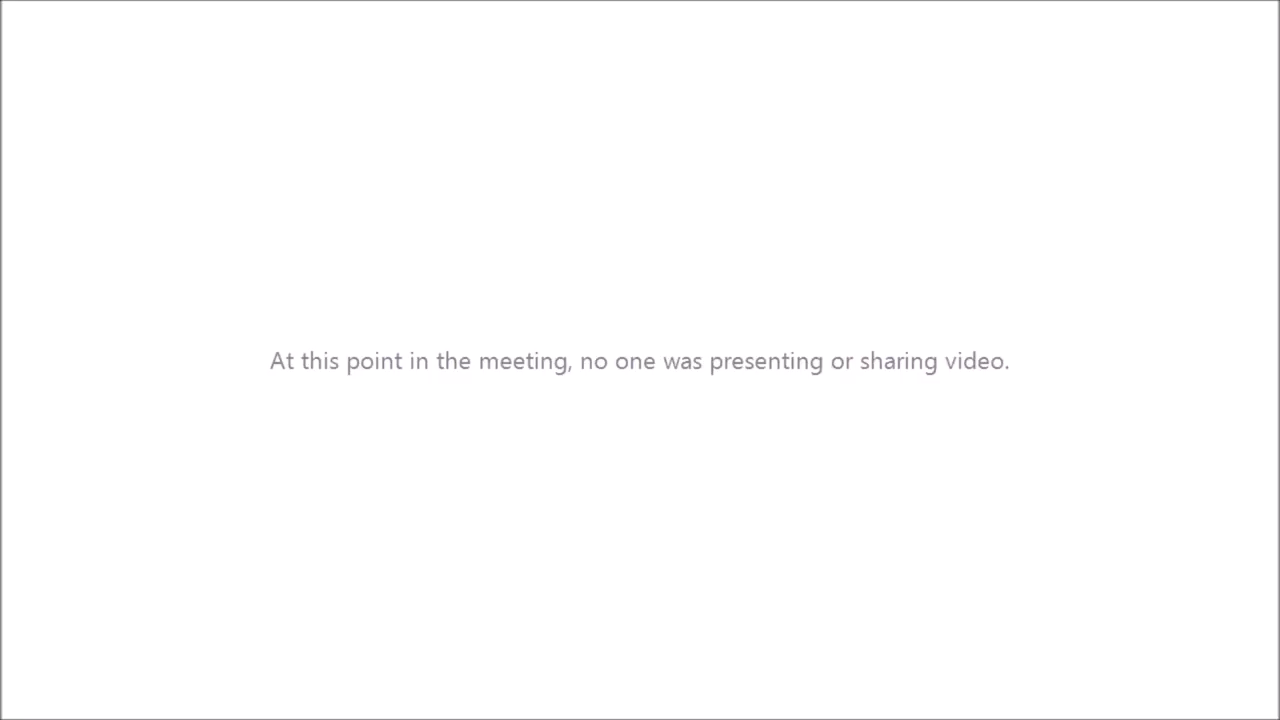 At this point in the meeting, no one was presenting or sharing video.